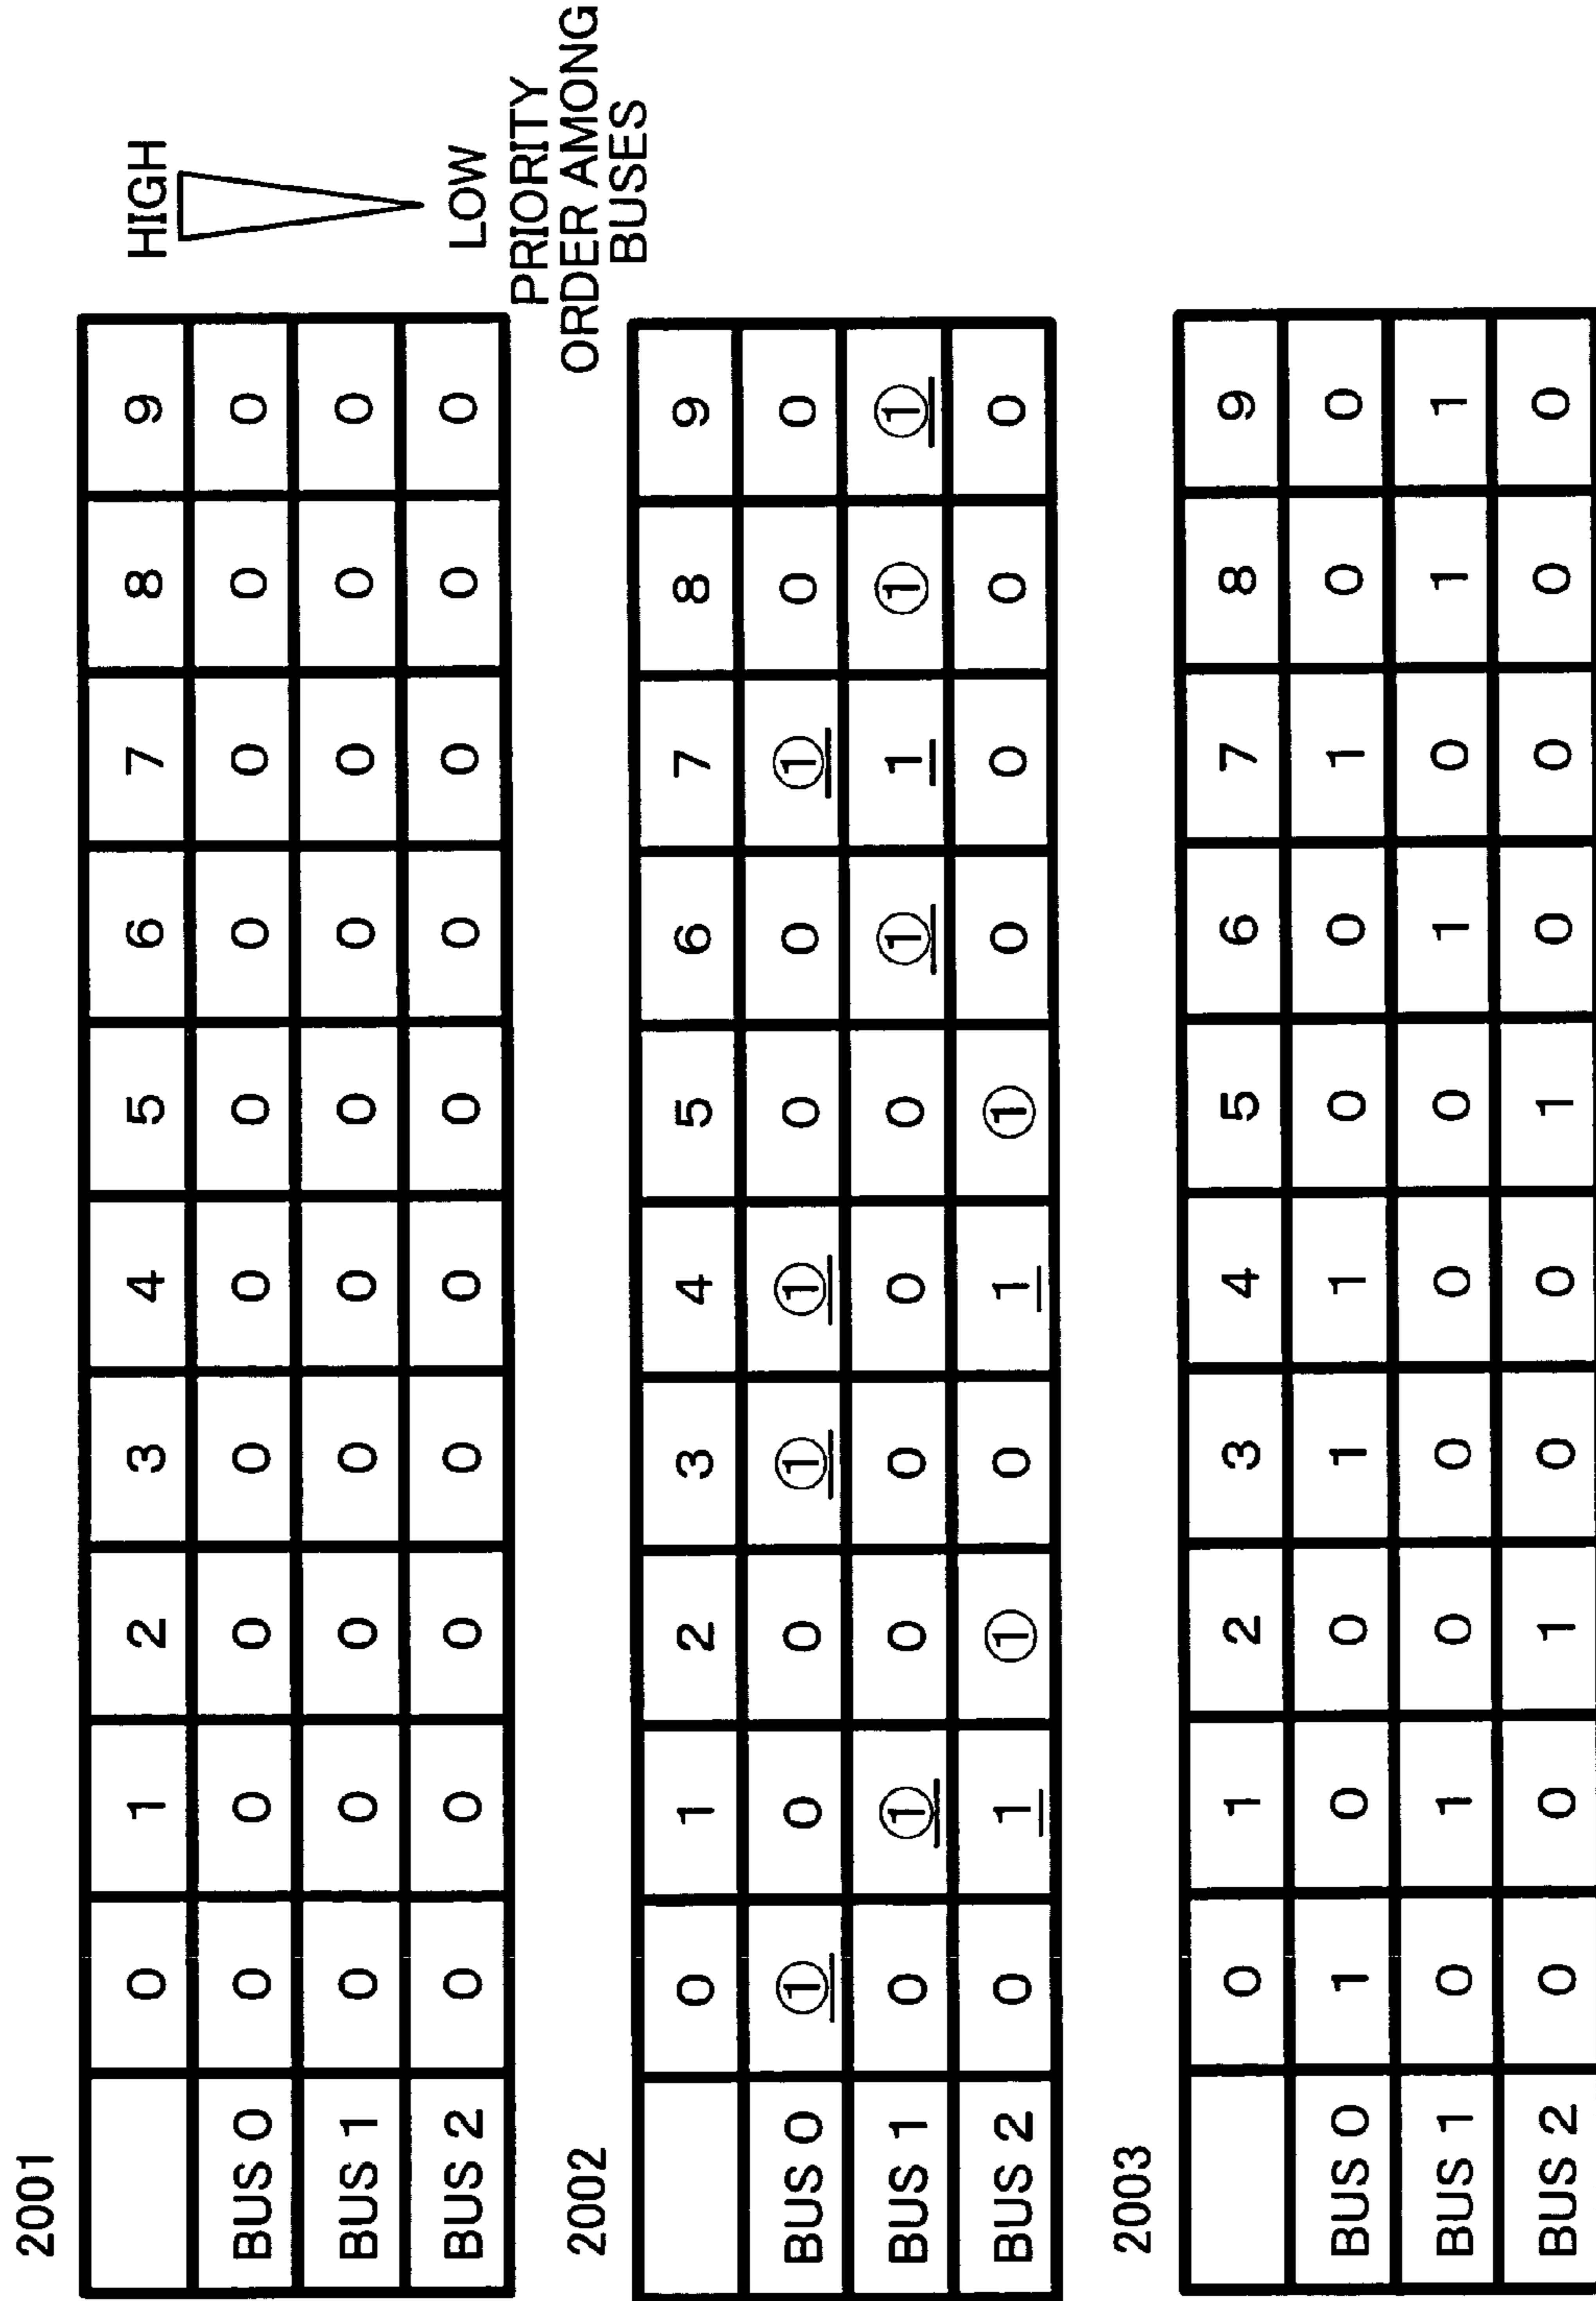 2001
0 1 2 3 4 5 6 7 8 9
BUS 0 0 0 0 0 0 0 0 0 0 0
BUS 1 0 0 0 0 0 0 0 0 0 0
BUS 2 0 0 0 0 0 0 0 0 0 0
HIGH
LOW
PRIORITY
ORDER AMONG
BUSES
2002
0 1 2 3 4 5 6 7 8 9
BUS 0 ① 0 0 ① ① 0 0 ① 0 0
BUS 1 0 ① 0 0 0 0 ① 1 ① ①
BUS 2 0 1 ① 0 1 ① 0 0 0 0
2003
0 1 2 3 4 5 6 7 8 9
BUS 0 1 0 0 1 1 0 0 1 0 0
BUS 1 0 1 0 0 0 0 1 0 1 1
BUS 2 0 0 1 0 0 1 0 0 0 0